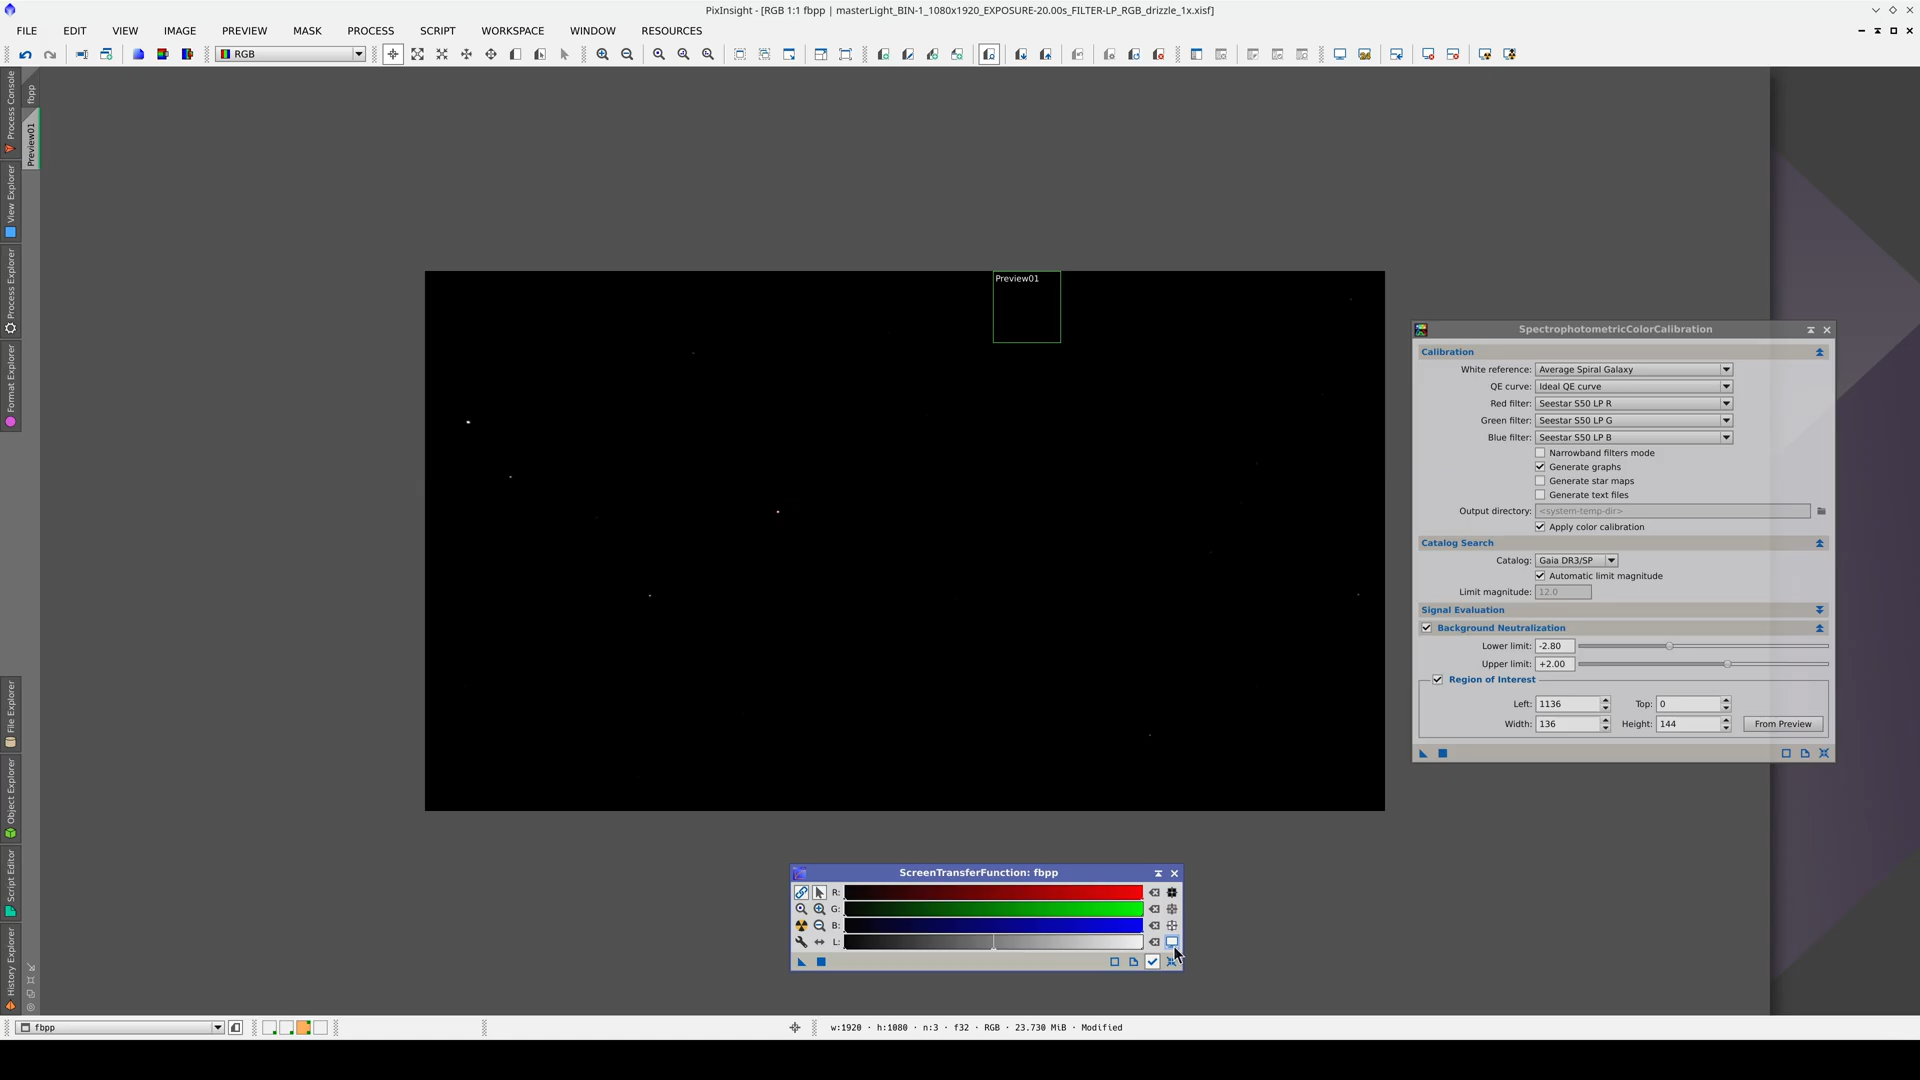 PixInsight - [RGB 1:1 fbpp | masterLight_BIN-1_1080x1920_EXPOSURE-20.00s_FILTER-LP_RGB_drizzle_1x.xisf]
FILE EDIT VIEW IMAGE PREVIEW PROCESS MASK SCRIPT WORKSPACE WINDOW RESOURCES
RGB
Process Console
View Explorer
Process Explorer
Format Explorer
File Explorer
Object Explorer
Script Editor
History Explorer
fbpp
Preview01
Preview01
SpectrophotometricColorCalibration
Calibration
White reference: Average Spiral Galaxy
QE curve: Ideal QE curve
Red filter: Seestar S50 LP R
Green filter: Seestar S50 LP G
Blue filter: Seestar S50 LP B
Narrowband filters mode
Generate graphs
Generate star maps
Generate text files
Output directory: <system-temp-dir>
Apply color calibration
Catalog Search
Catalog: Gaia DR3/SP
Automatic limit magnitude
Limit magnitude: 12.0
Signal Evaluation
Background Neutralization
Lower limit: -2.80
Upper limit: +2.00
Region of Interest
Left: 1136 Top: 0
Width: 136 Height: 144 From Preview
ScreenTransferFunction: fbpp
R:
G:
B:
L:
fbpp
w:1920 · h:1080 · n:3 · f32 · RGB · 23.730 MiB · Modified